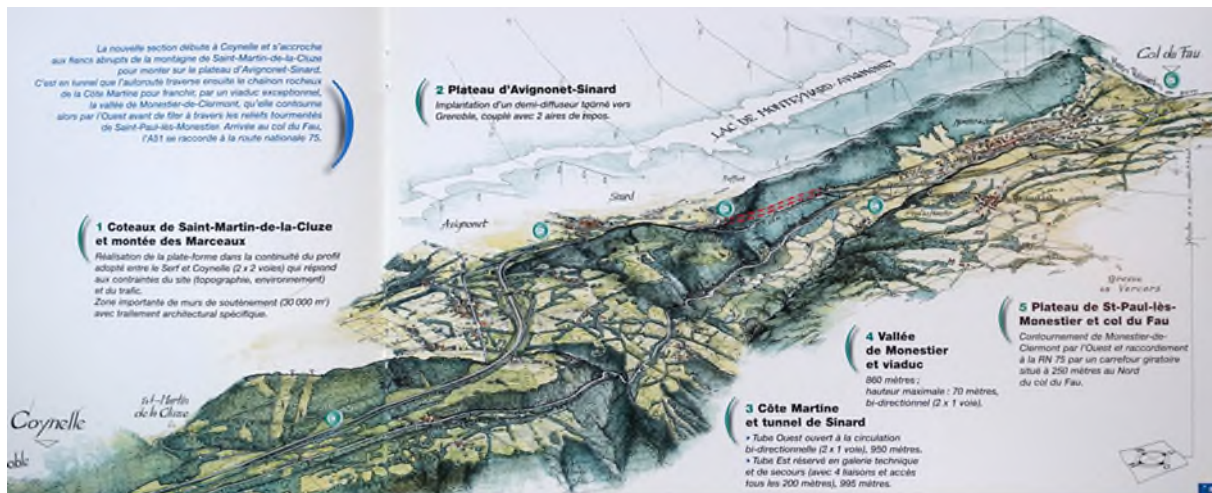 La nouvelle section débute à Coynelle et s'accroche
aux flancs abrupts de la montagne de Saint-Martin-de-la-Cluze
pour monter sur le plateau d'Avignonet-Sinard.
C'est en tunnel que l'autoroute traverse ensuite le chaînon rocheux
de la Côte Martine pour franchir, par un viaduc exceptionnel,
la vallée de Monestier-de-Clermont, qu'elle contourne
alors par l'Ouest avant de filer à travers les reliefs tourmentés
de Saint-Paul-lès-Monestier. Arrivée au col du Fau,
l'A51 se raccorde à la route nationale 75.
2 Plateau d'Avignonet-Sinard
Implantation d'un demi-diffuseur tourné vers
Grenoble, couplé avec 2 aires de repos.
LAC DE MONTEYNARD-AVIGNONET
Col du Fau
Sinard
Avignonet
1 Coteaux de Saint-Martin-de-la-Cluze
et montée des Marceaux
Réalisation de la plate-forme dans la continuité du profil
adopté entre le Serf et Coynelle (2 x 2 voies) qui répond
aux contraintes du site (topographie, environnement)
et du trafic.
Zone importante de murs de soutènement (30 000 m²)
avec traitement architectural spécifique.
Gresse
en Vercors
5 Plateau de St-Paul-lès-
Monestier et col du Fau
Contournement de Monestier-de-
Clermont par l'Ouest et raccordement
à la RN 75 par un carrefour giratoire
situé à 250 mètres au Nord
du col du Fau.
4 Vallée
de Monestier
et viaduc
860 mètres ;
hauteur maximale : 70 mètres,
bi-directionnel (2 x 1 voie).
3 Côte Martine
et tunnel de Sinard
• Tube Ouest ouvert à la circulation
bi-directionnelle (2 x 1 voie), 950 mètres.
• Tube Est réservé en galerie technique
et de secours (avec 4 liaisons et accès
tous les 200 mètres), 995 mètres.
St-Martin
de la Cluze
Coynelle
oble